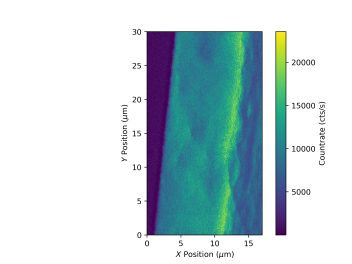 30
25
20
15
10
5
0
Y Position (μm)
0 5 10 15
X Position (μm)
20000
15000
10000
5000
Countrate (cts/s)